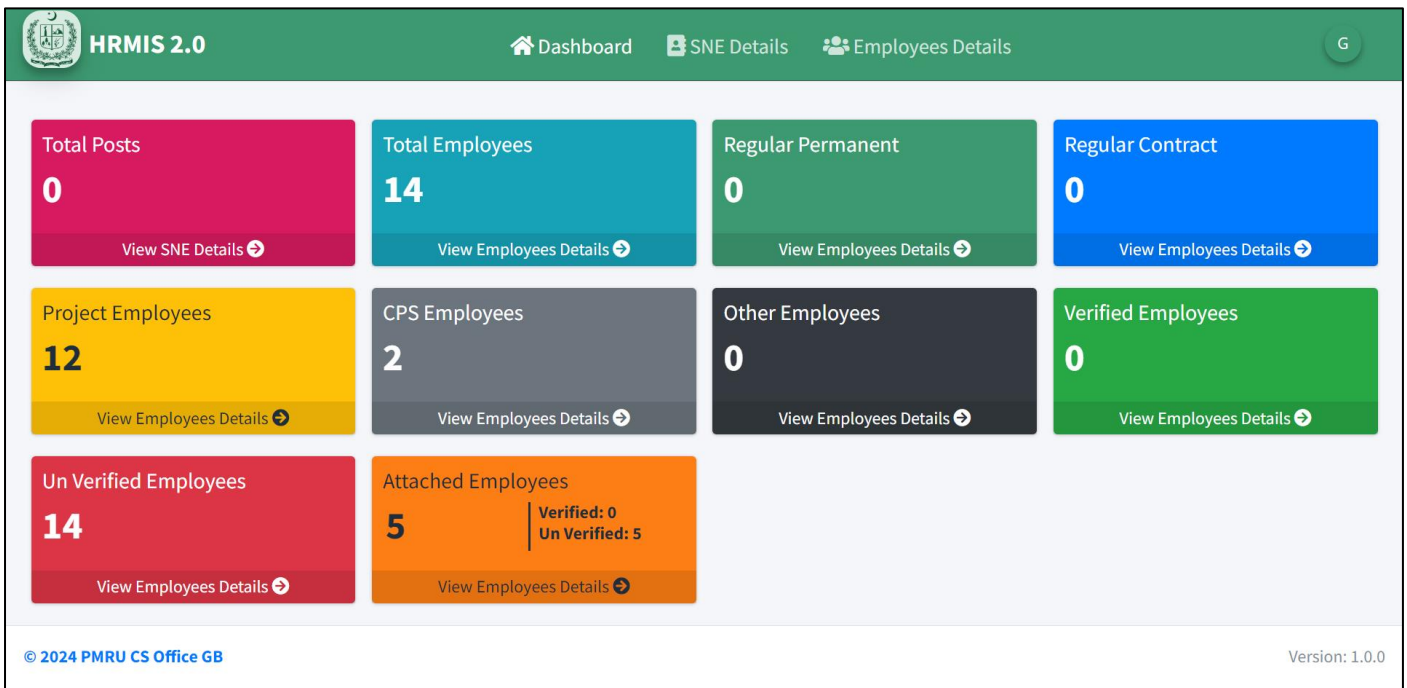 HRMIS 2.0
Dashboard
SNE Details
Employees Details
G
Total Posts
0
View SNE Details
Total Employees
14
View Employees Details
Regular Permanent
0
View Employees Details
Regular Contract
0
View Employees Details
Project Employees
12
View Employees Details
CPS Employees
2
View Employees Details
Other Employees
0
View Employees Details
Verified Employees
0
View Employees Details
Un Verified Employees
14
View Employees Details
Attached Employees
5
Verified: 0
Un Verified: 5
View Employees Details
© 2024 PMRU CS Office GB
Version: 1.0.0